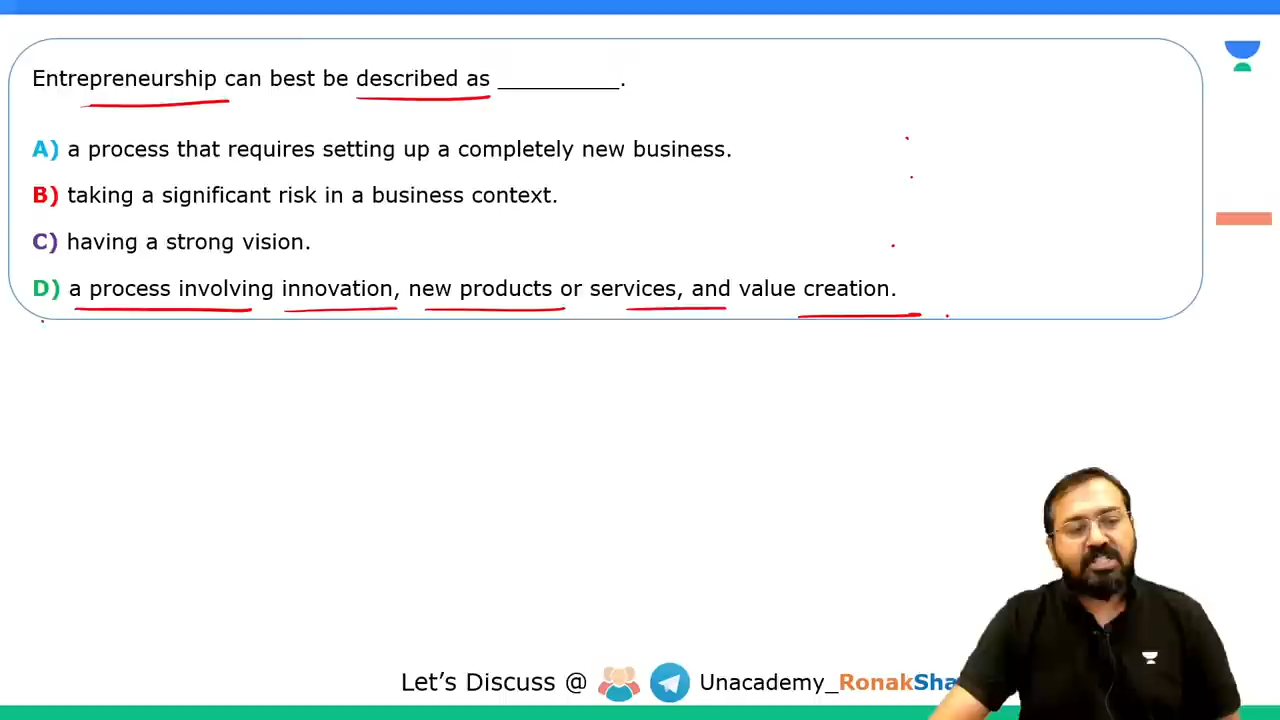 Entrepreneurship can best be described as ___________.
A) a process that requires setting up a completely new business.
B) taking a significant risk in a business context.
C) having a strong vision.
D) a process involving innovation, new products or services, and value creation.
Let’s Discuss @ Unacademy_RonakSha